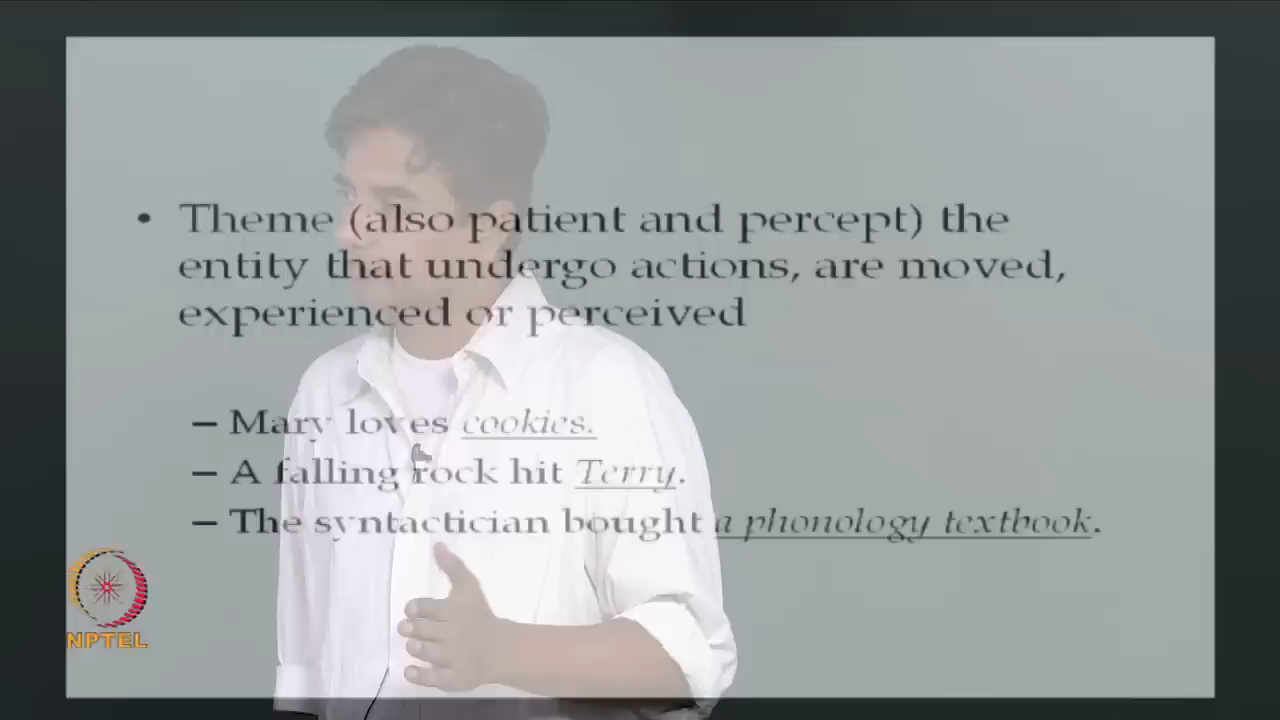 • Theme (also patient and percept) the
entity that undergo actions, are moved,
experienced or perceived
– Mary loves cookies.
– A falling rock hit Terry.
– The syntactician bought a phonology textbook.
NPTEL